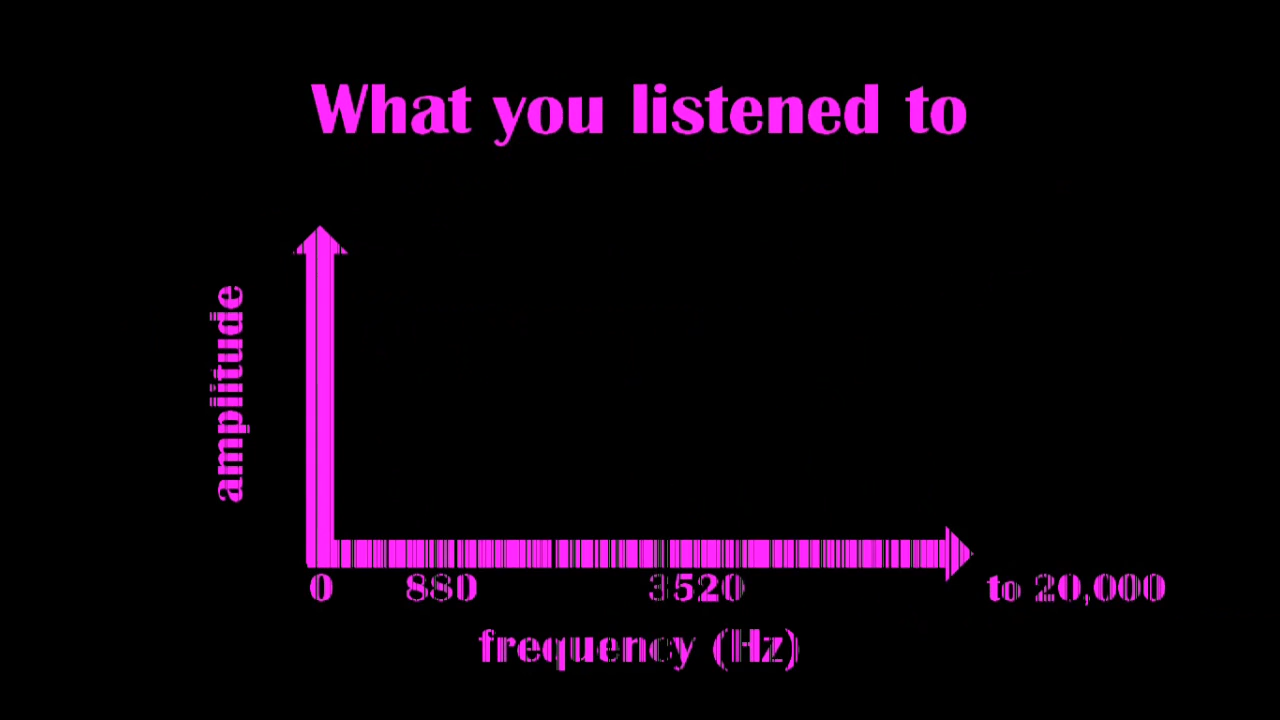 What you listened to
amplitude
0 880 3520 to 20,000
frequency (Hz)